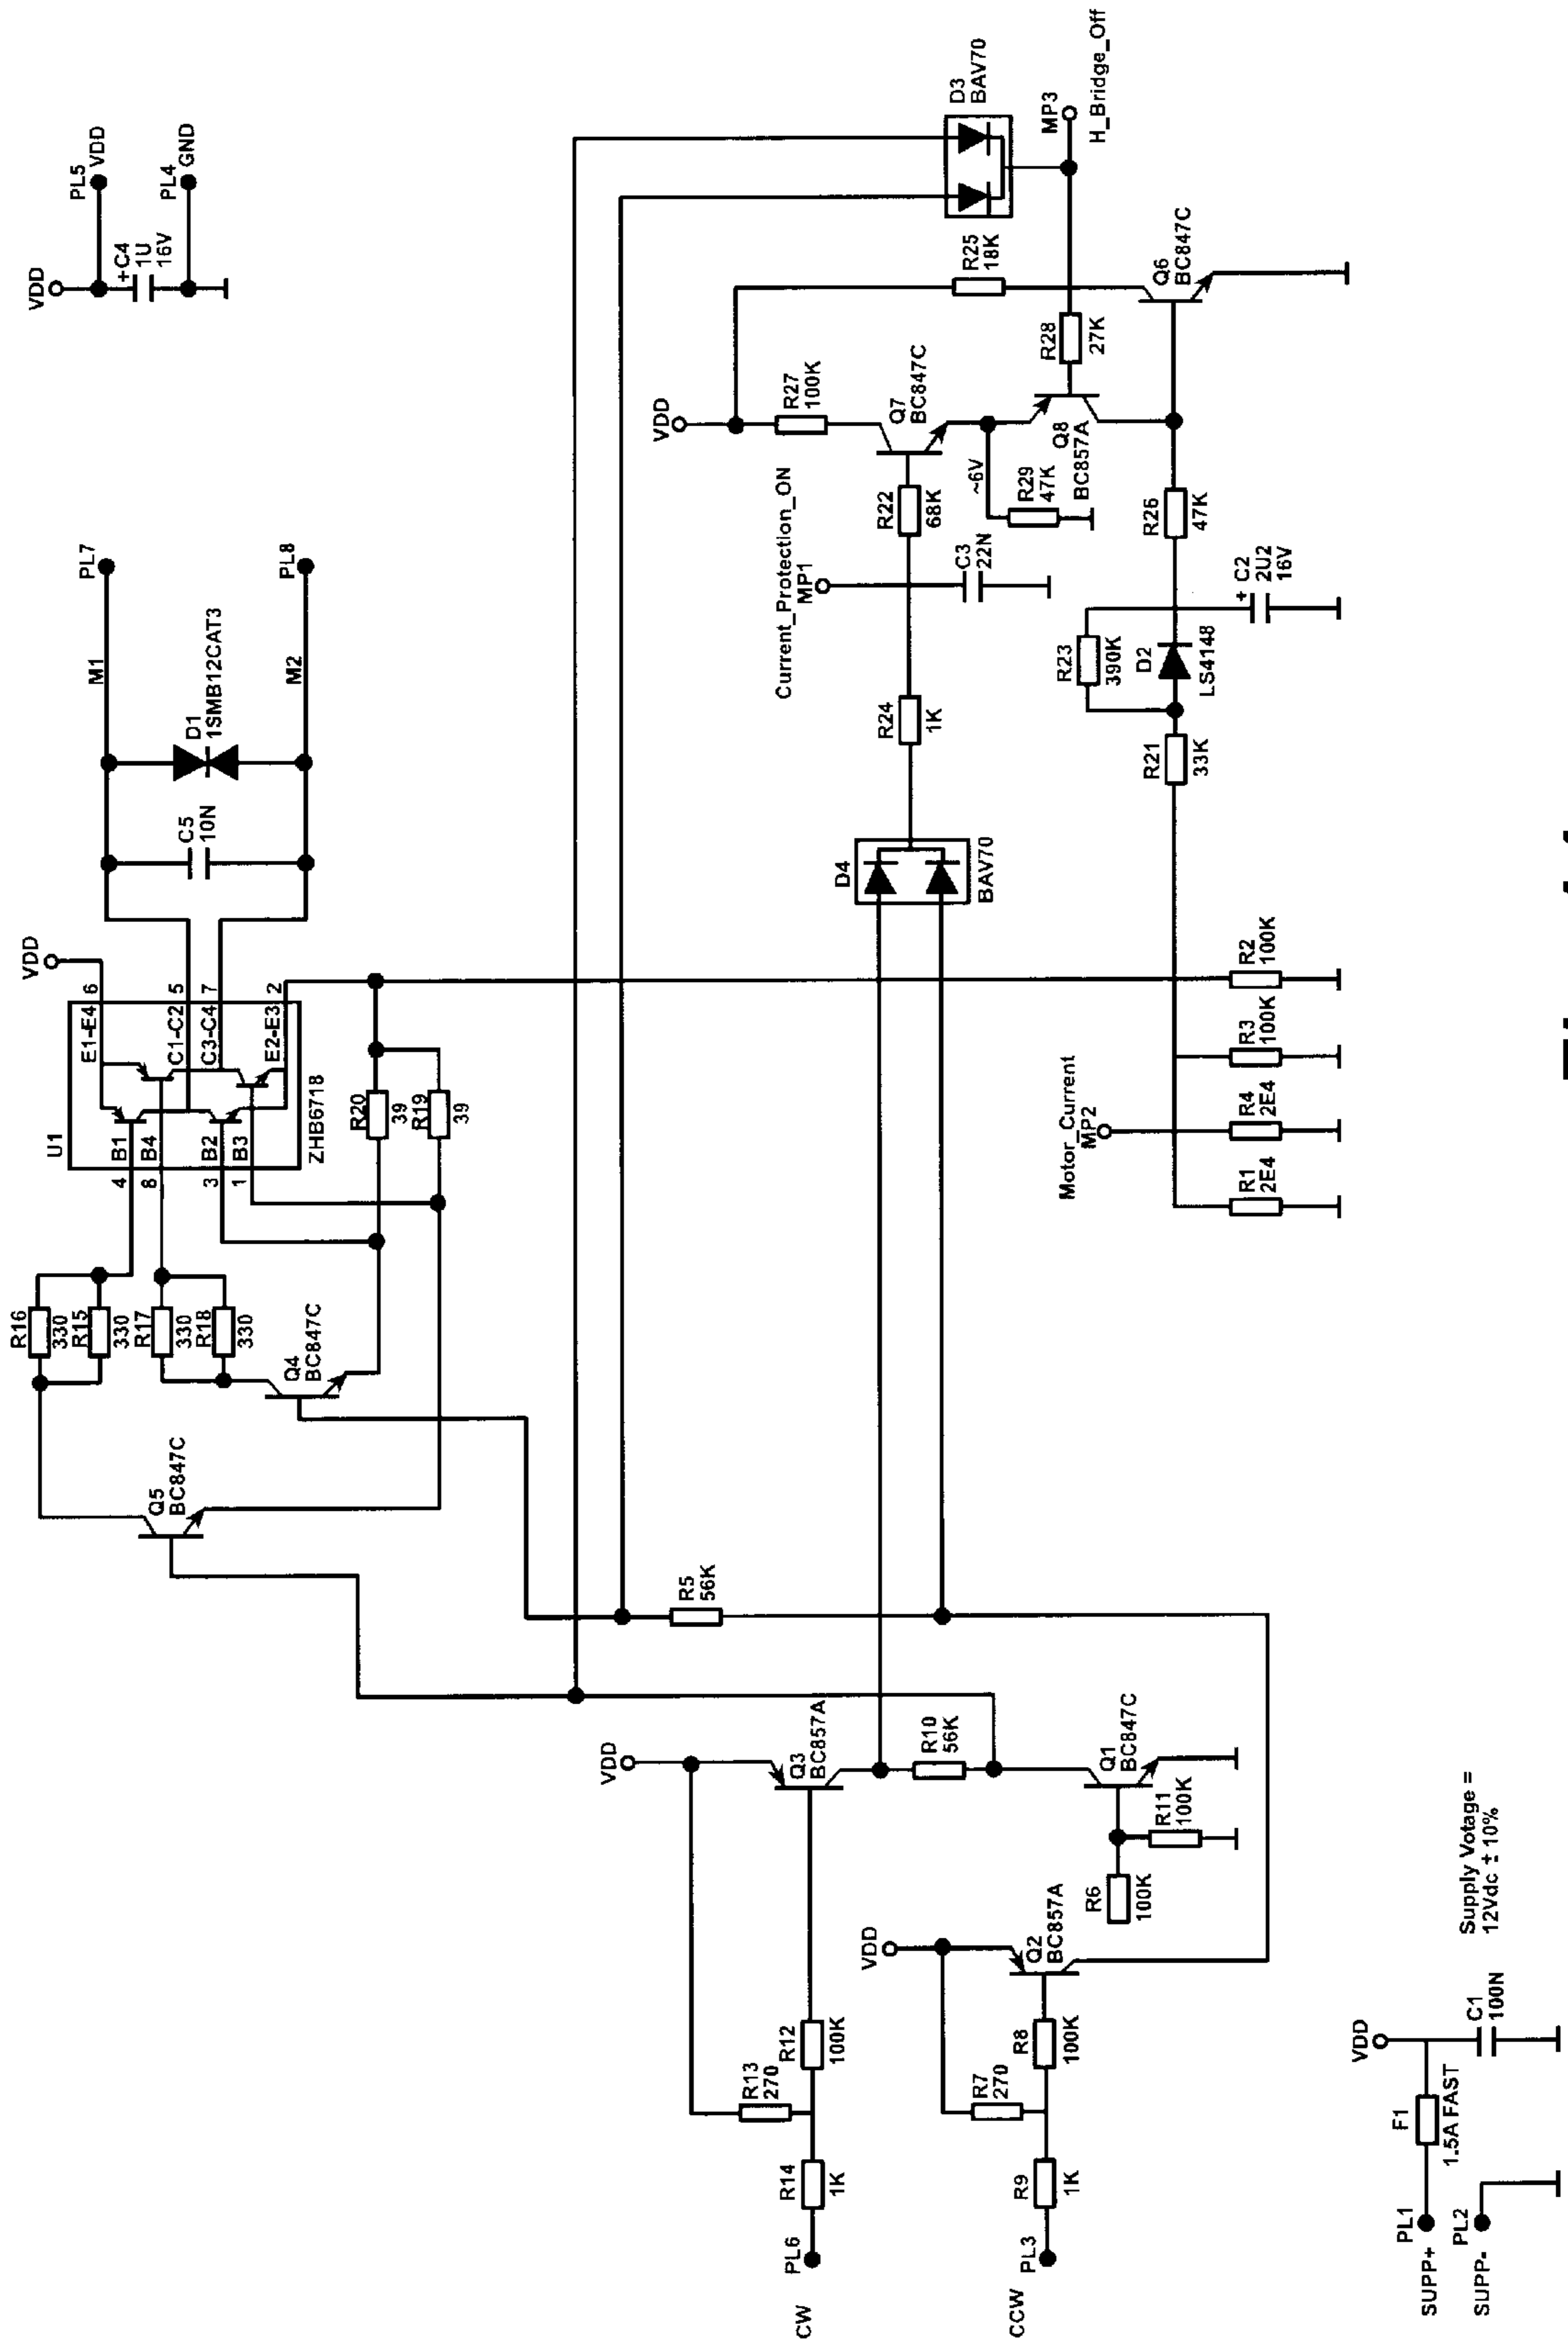 VDD
PL5
VDD
+C4
1U
16V
PL4
GND
PL7
M1
D1
1SMB12CAT3
M2
PL8
C5
10N
VDD
6
5
7
2
E1-E4
C1-C2
C3-C4
E2-E3
U1
B1
B4
B2
B3
4
8
3
1
ZHB6718
R20
39
R19
39
R16
330
R15
330
R17
330
R18
330
Q4
BC847C
Q5
BC847C
D3
BAV70
MP3
H_Bridge_Off
R25
18K
Q6
BC847C
VDD
R27
100K
Q7
BC847C
R28
27K
Q8
BC857A
~6V
R29
47K
Current_Protection_ON
MP1
R22
68K
C3
22N
R26
47K
+ C2
2U2
16V
R24
1K
R23
390K
D2
LS4148
R21
33K
D4
BAV70
R2
100K
R3
100K
Motor_Current
MP2
R4
2E4
R1
2E4
R5
56K
VDD
Q3
BC857A
R10
56K
Q1
BC847C
R11
100K
R6
100K
VDD
Q2
BC857A
R12
100K
R13
270
R14
1K
PL6
CW
R8
100K
R7
270
R9
1K
PL3
CCW
Supply Votage =
12Vdc ± 10%
VDD
C1
100N
F1
1.5A FAST
PL1
SUPP+
PL2
SUPP-